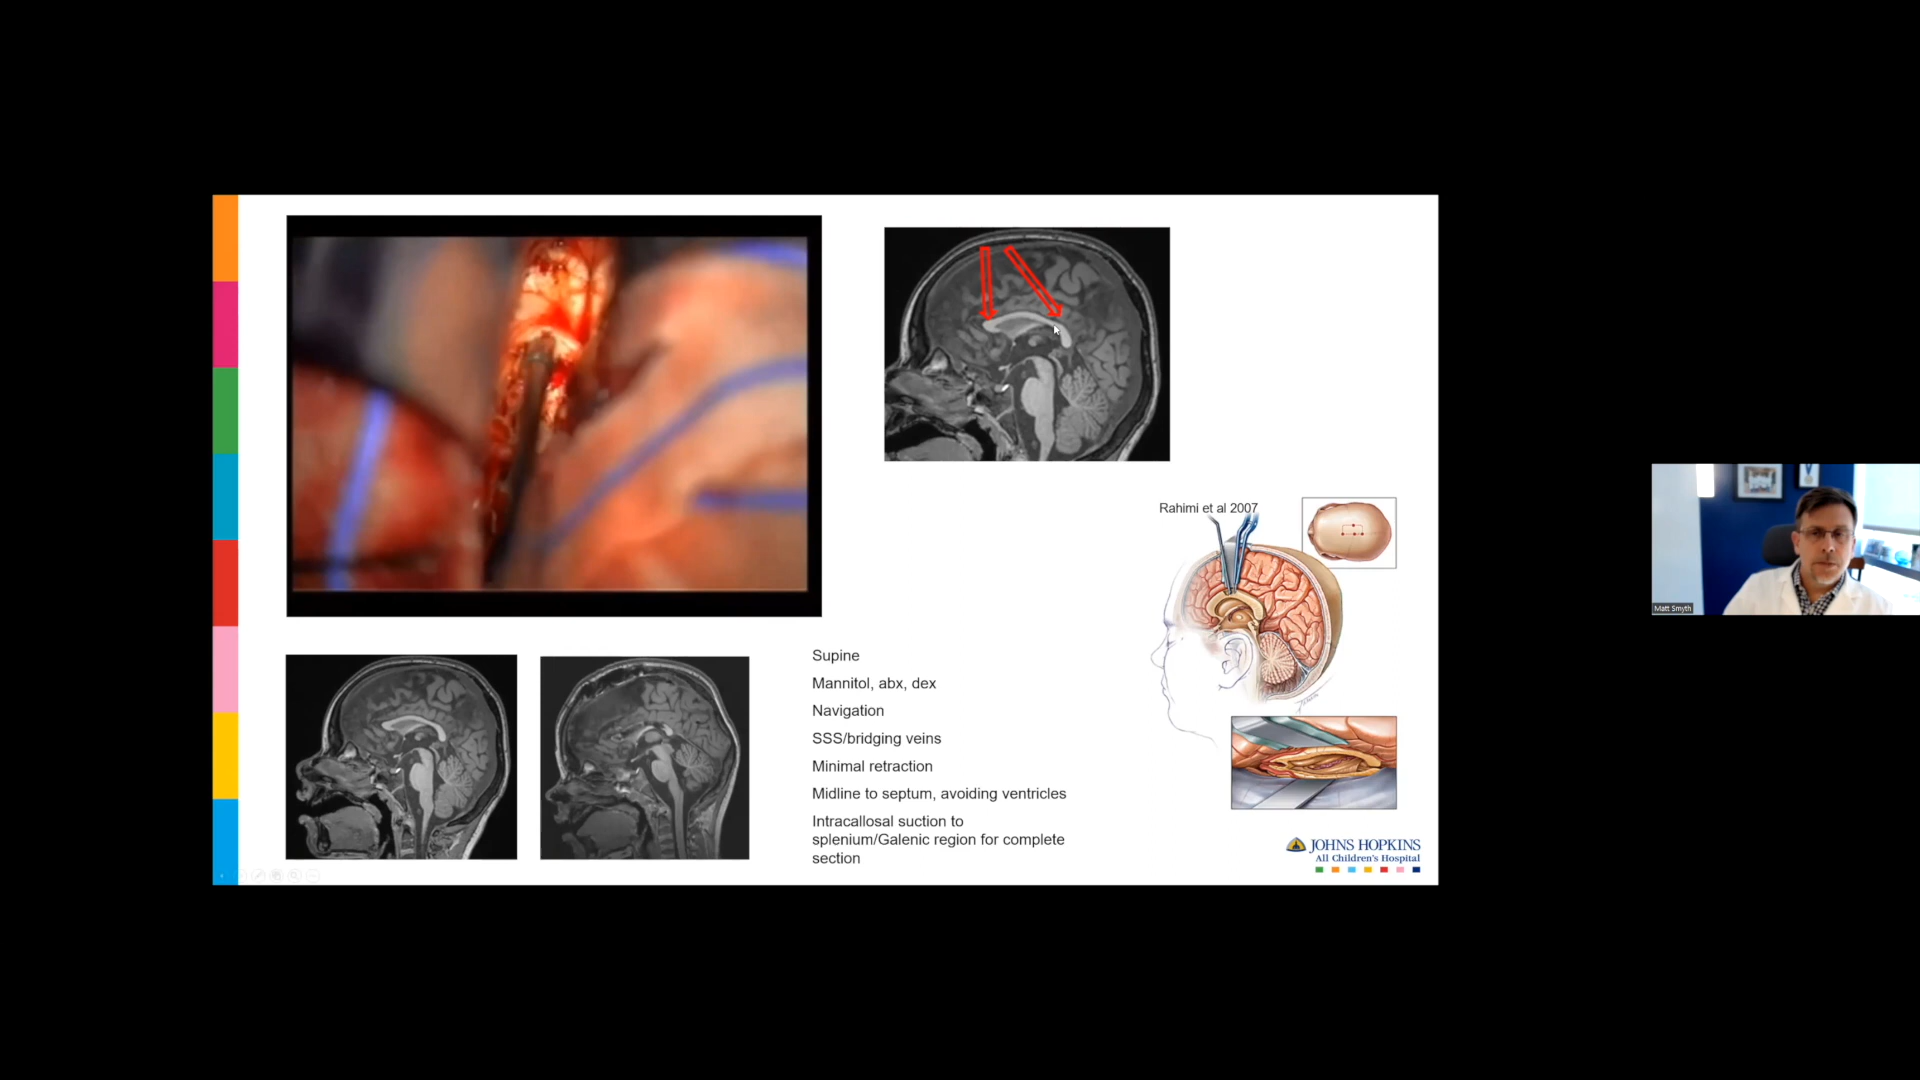 Rahimi et al 2007
Supine
Mannitol, abx, dex
Navigation
SSS/bridging veins
Minimal retraction
Midline to septum, avoiding ventricles
Intracallosal suction to
splenium/Galenic region for complete
section
JOHNS HOPKINS
All Children's Hospital
Matt Smyth